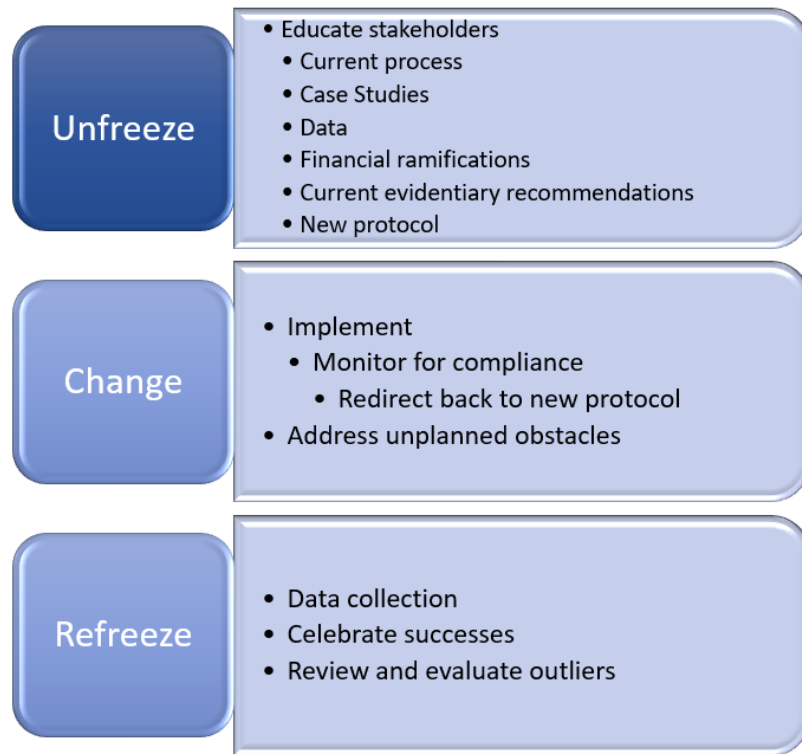 Unfreeze
• Educate stakeholders
• Current process
• Case Studies
• Data
• Financial ramifications
• Current evidentiary recommendations
• New protocol
Change
• Implement
• Monitor for compliance
• Redirect back to new protocol
• Address unplanned obstacles
Refreeze
• Data collection
• Celebrate successes
• Review and evaluate outliers